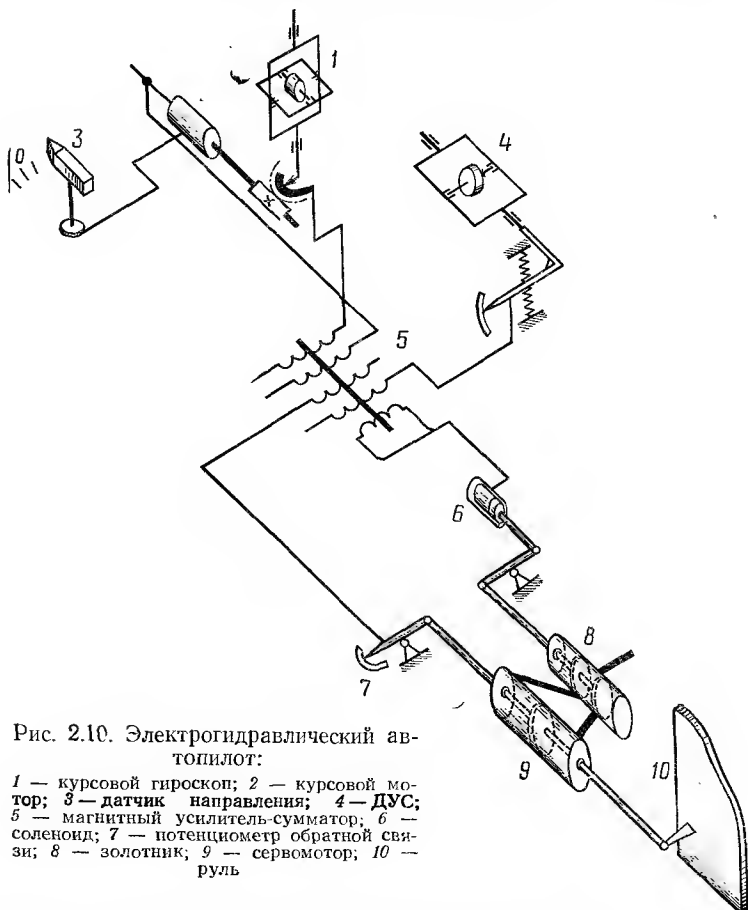 1
3
0
4
5
6
8
7
9
10
Рис. 2.10. Электрогидравлический ав-
топилот:
1 — курсовой гироскоп; 2 — курсовой мо-
тор; 3 — датчик направления; 4 — ДУС;
5 — магнитный усилитель-сумматор; 6 —
соленоид; 7 — потенциометр обратной свя-
зи; 8 — золотник; 9 — сервомотор; 10 —
руль